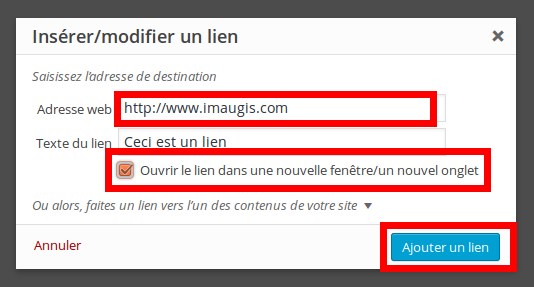 Insérer/modifier un lien
Saisissez l'adresse de destination
Adresse web http://www.imaugis.com
Texte du lien Ceci est un lien
Ouvrir le lien dans une nouvelle fenêtre/un nouvel onglet
Ou alors, faites un lien vers l'un des contenus de votre site
Annuler Ajouter un lien